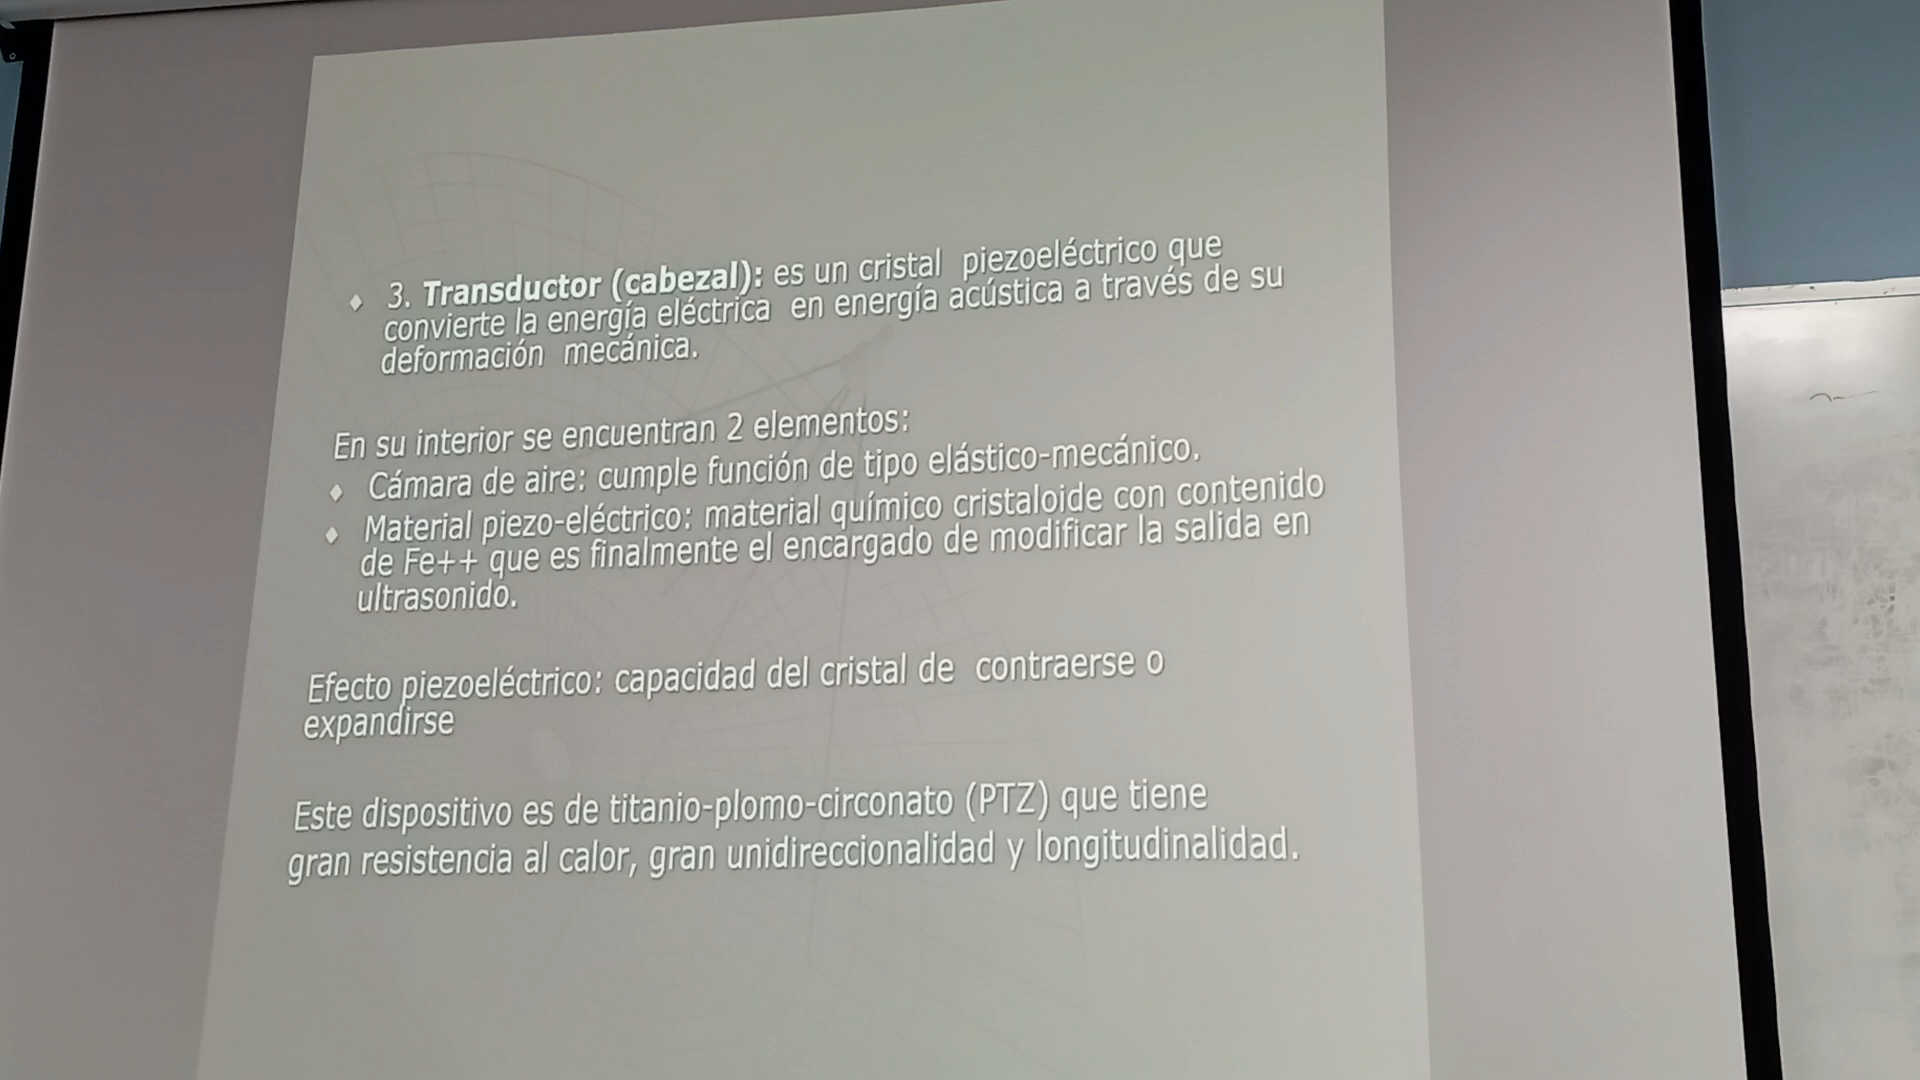 3. Transductor (cabezal): es un cristal piezoeléctrico que
convierte la energía eléctrica en energía acústica a través de su
deformación mecánica.
En su interior se encuentran 2 elementos:
Cámara de aire: cumple función de tipo elástico-mecánico.
Material piezo-eléctrico: material químico cristaloide con contenido
de Fe++ que es finalmente el encargado de modificar la salida en
ultrasonido.
Efecto piezoeléctrico: capacidad del cristal de contraerse o
expandirse
Este dispositivo es de titanio-plomo-circonato (PTZ) que tiene
gran resistencia al calor, gran unidireccionalidad y longitudinalidad.